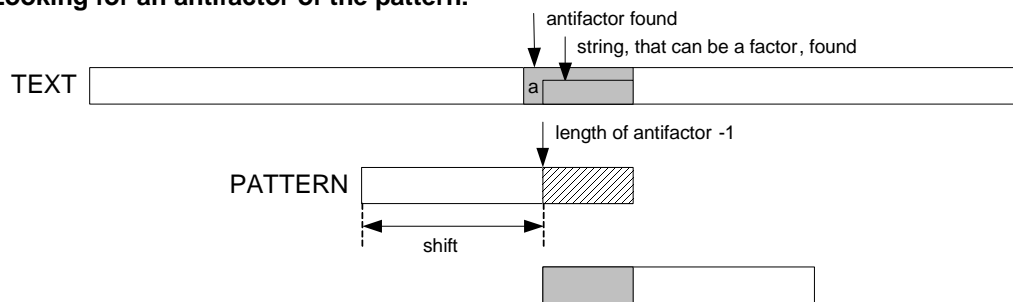 Looking for an antifactor of the pattern.
antifactor found
string, that can be a factor, found
TEXT
a
length of antifactor -1
PATTERN
shift